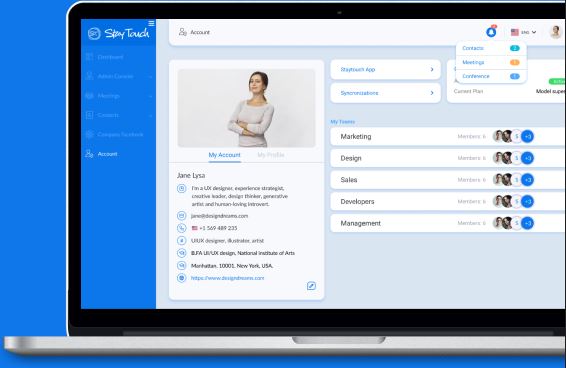 Stay Touch
Account
ENG
Dashboard
Admin Console
Meetings
Contacts
Company Facebook
Account
My Account
My Profile
Jane Lysa
I'm a UX designer, experience strategist,
creative leader, design thinker, generative
artist and human-loving introvert.
jane@designdreams.com
+1 569 489 235
UIUX designer, illustrator, artist
B.FA UI/UX design, National Institute of Arts
Manhattan, 10001, New York, USA.
https://www.designdreams.com
Staytouch App
Syncronizations
Contacts 2
Meetings 1
Conference 1
Current Plan
Model super
My Teams
Marketing Members: 6 S +3
Design Members: 6 S +3
Sales Members: 6 S +3
Developers Members: 6 S +3
Management Members: 6 S +3